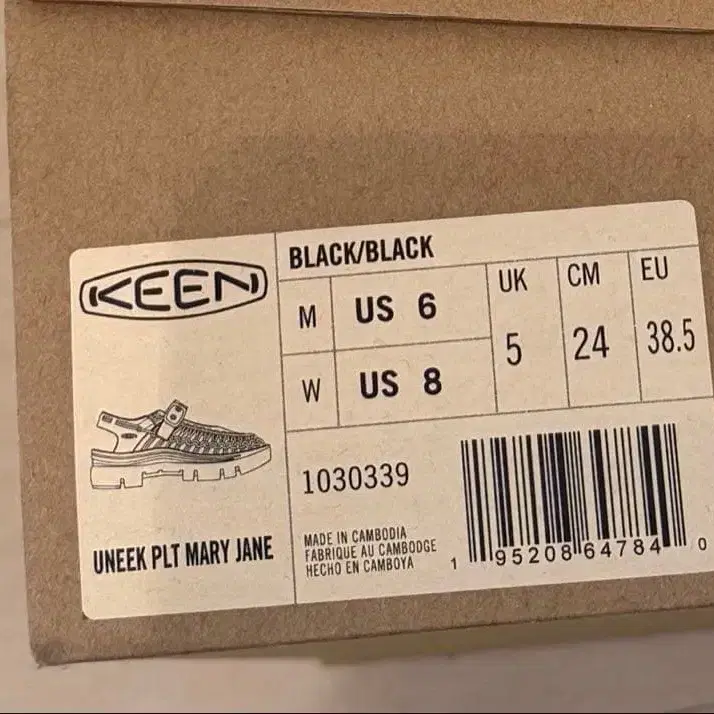 KEEN
BLACK/BLACK
M US 6
W US 8
UK CM EU
5 24 38.5
1030339
UNEEK PLT MARY JANE
MADE IN CAMBODIA
FABRIQUE AU CAMBODGE
HECHO EN CAMBOYA
1 95208 64784 0